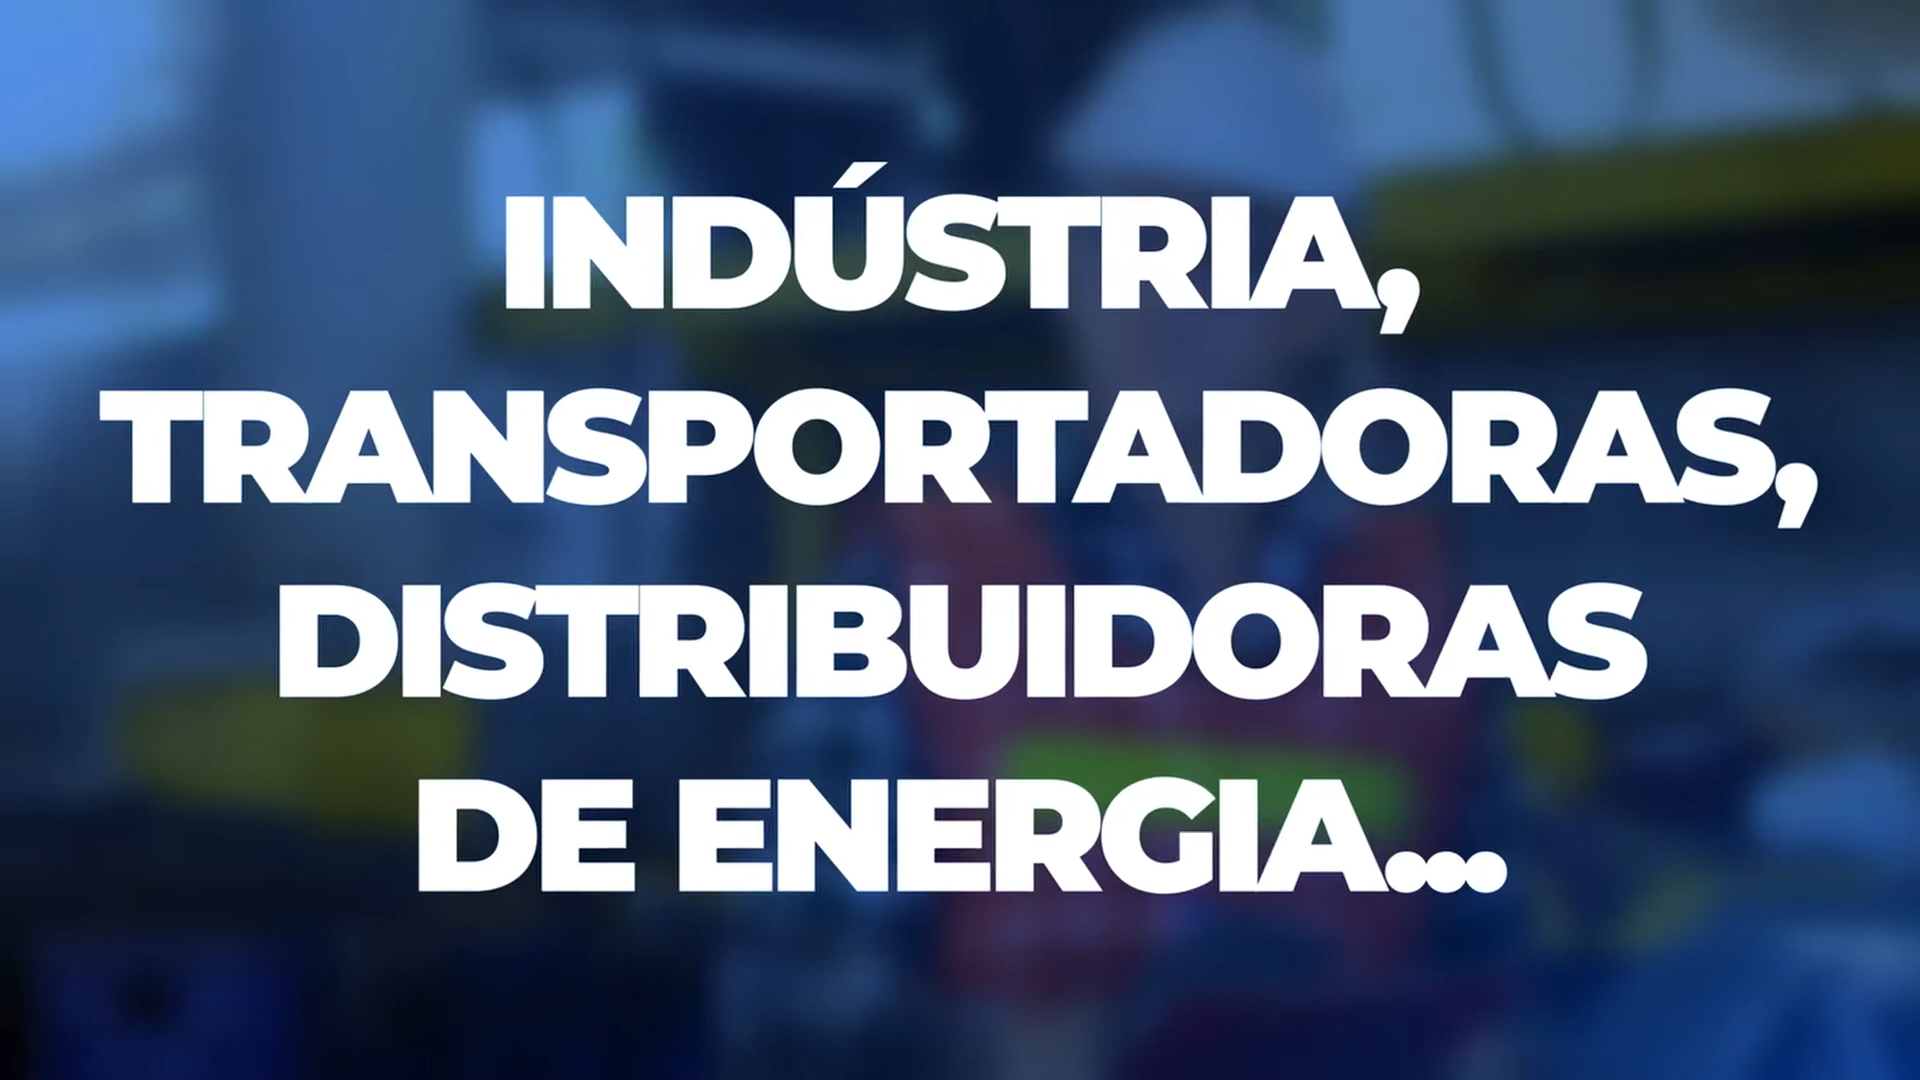 INDÚSTRIA,
TRANSPORTADORAS,
DISTRIBUIDORAS
DE ENERGIA...